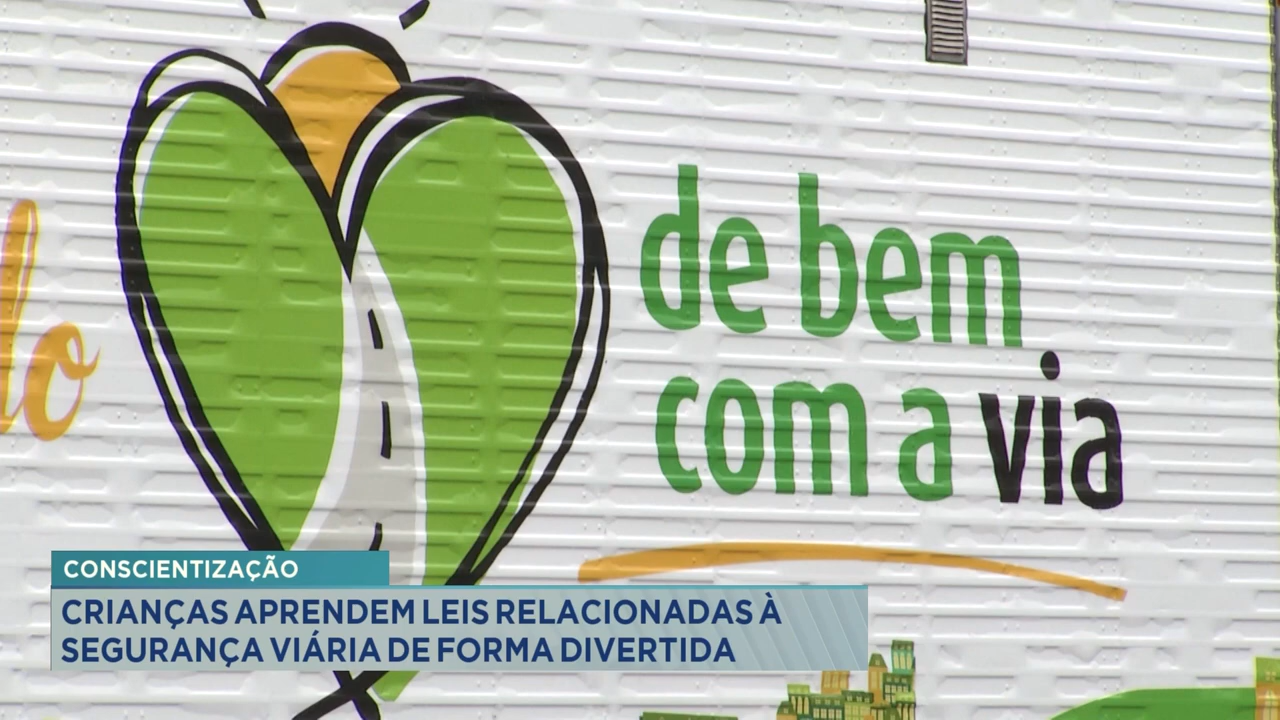 de bem
com a via
CONSCIENTIZAÇÃO
CRIANÇAS APRENDEM LEIS RELACIONADAS À
SEGURANÇA VIÁRIA DE FORMA DIVERTIDA